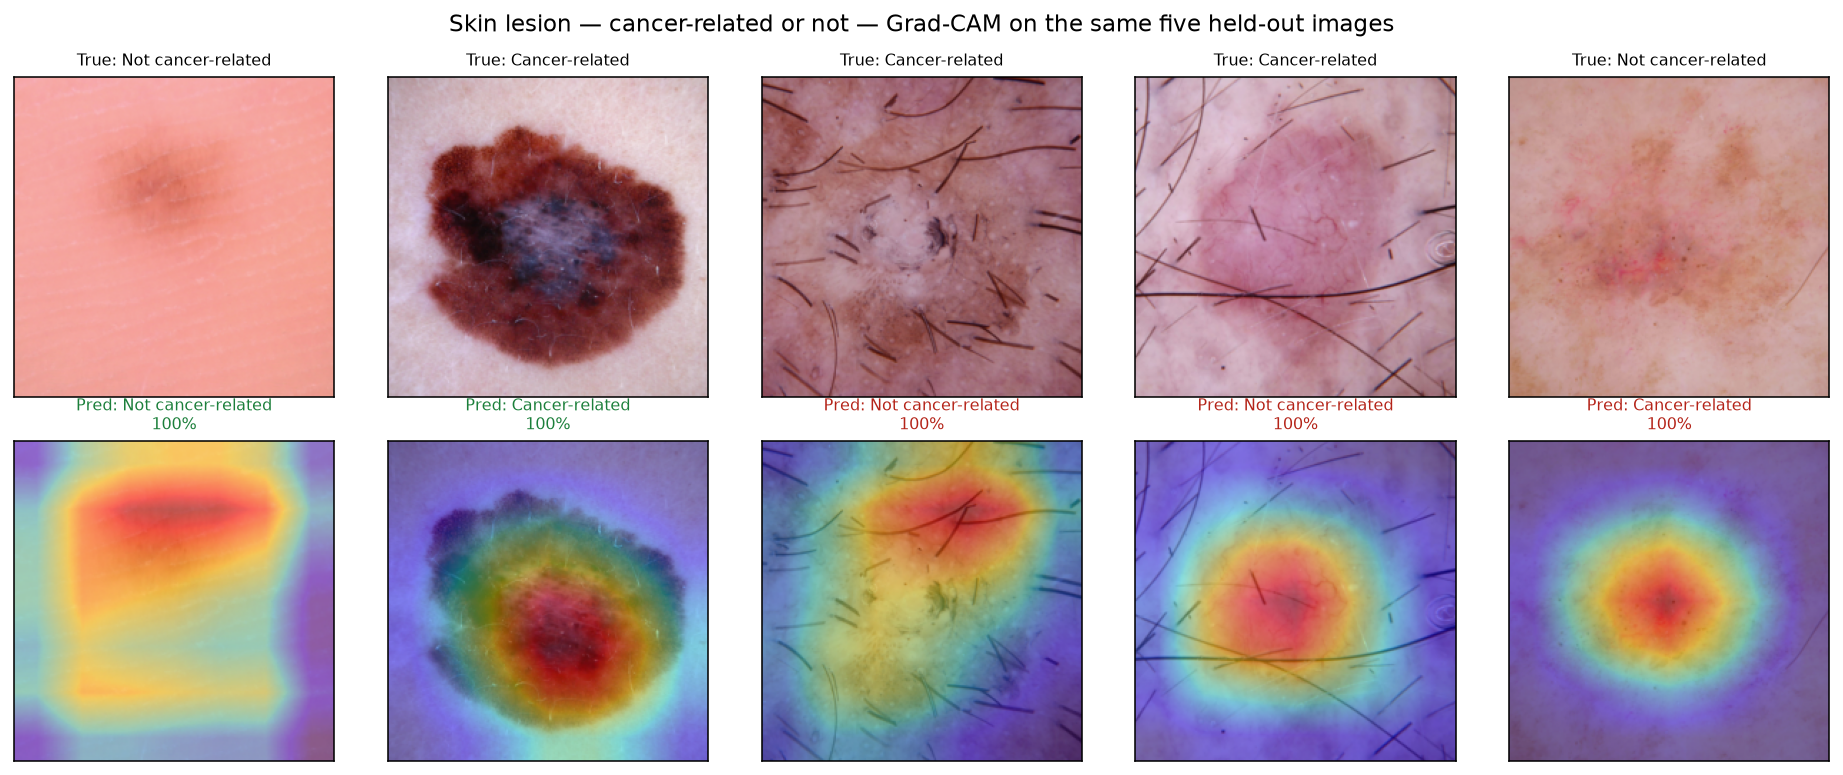 Skin lesion — cancer-related or not — Grad-CAM on the same five held-out images
True: Not cancer-related
True: Cancer-related
True: Cancer-related
True: Cancer-related
True: Not cancer-related
Pred: Not cancer-related
100%
Pred: Cancer-related
100%
Pred: Not cancer-related
100%
Pred: Not cancer-related
100%
Pred: Cancer-related
100%